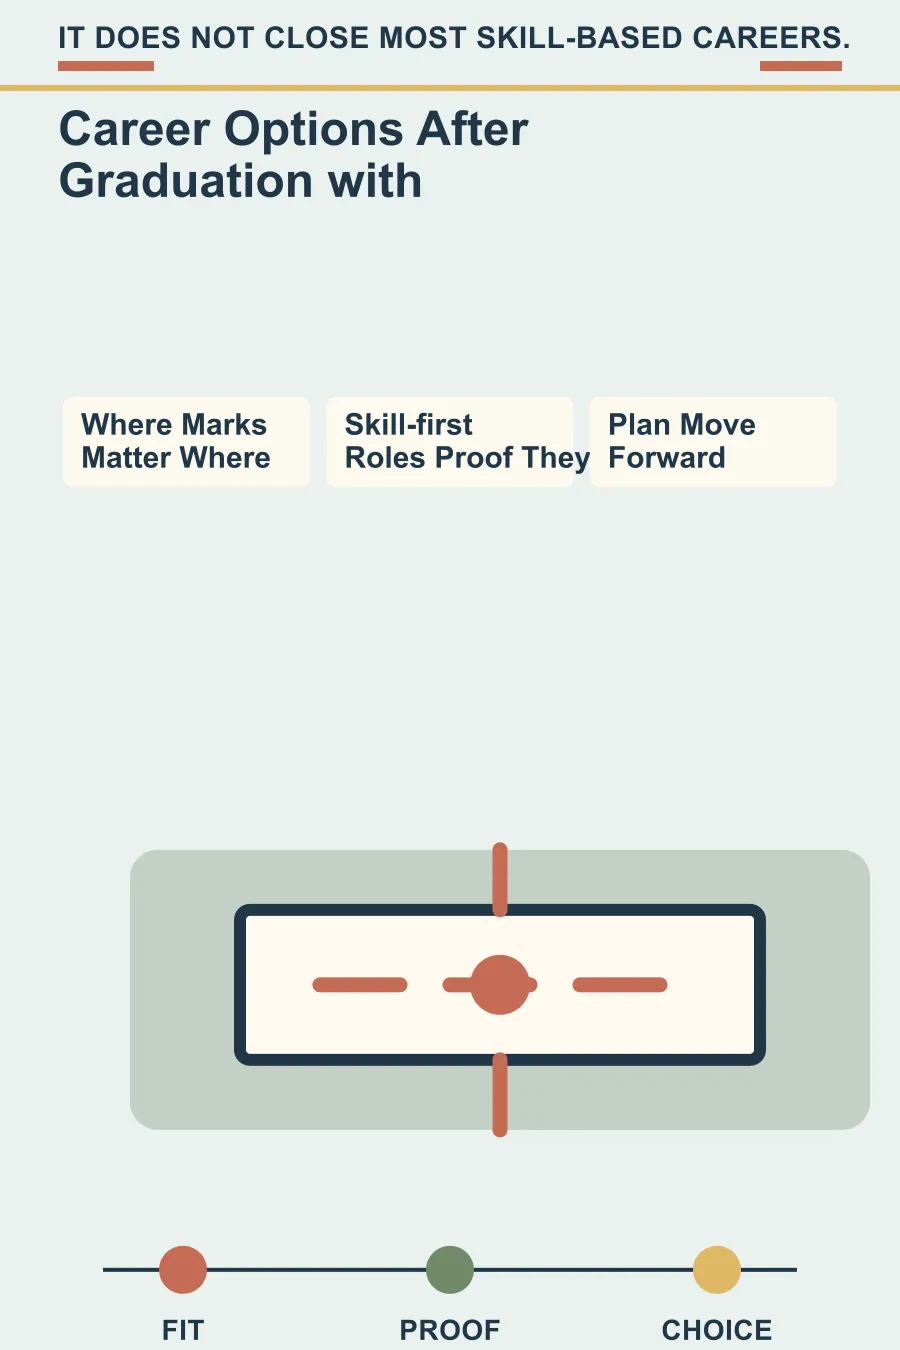 IT DOES NOT CLOSE MOST SKILL-BASED CAREERS.
Career Options After
Graduation with
Where Marks
Matter Where
Skill-first
Roles Proof They
Plan Move
Forward
FIT
PROOF
CHOICE